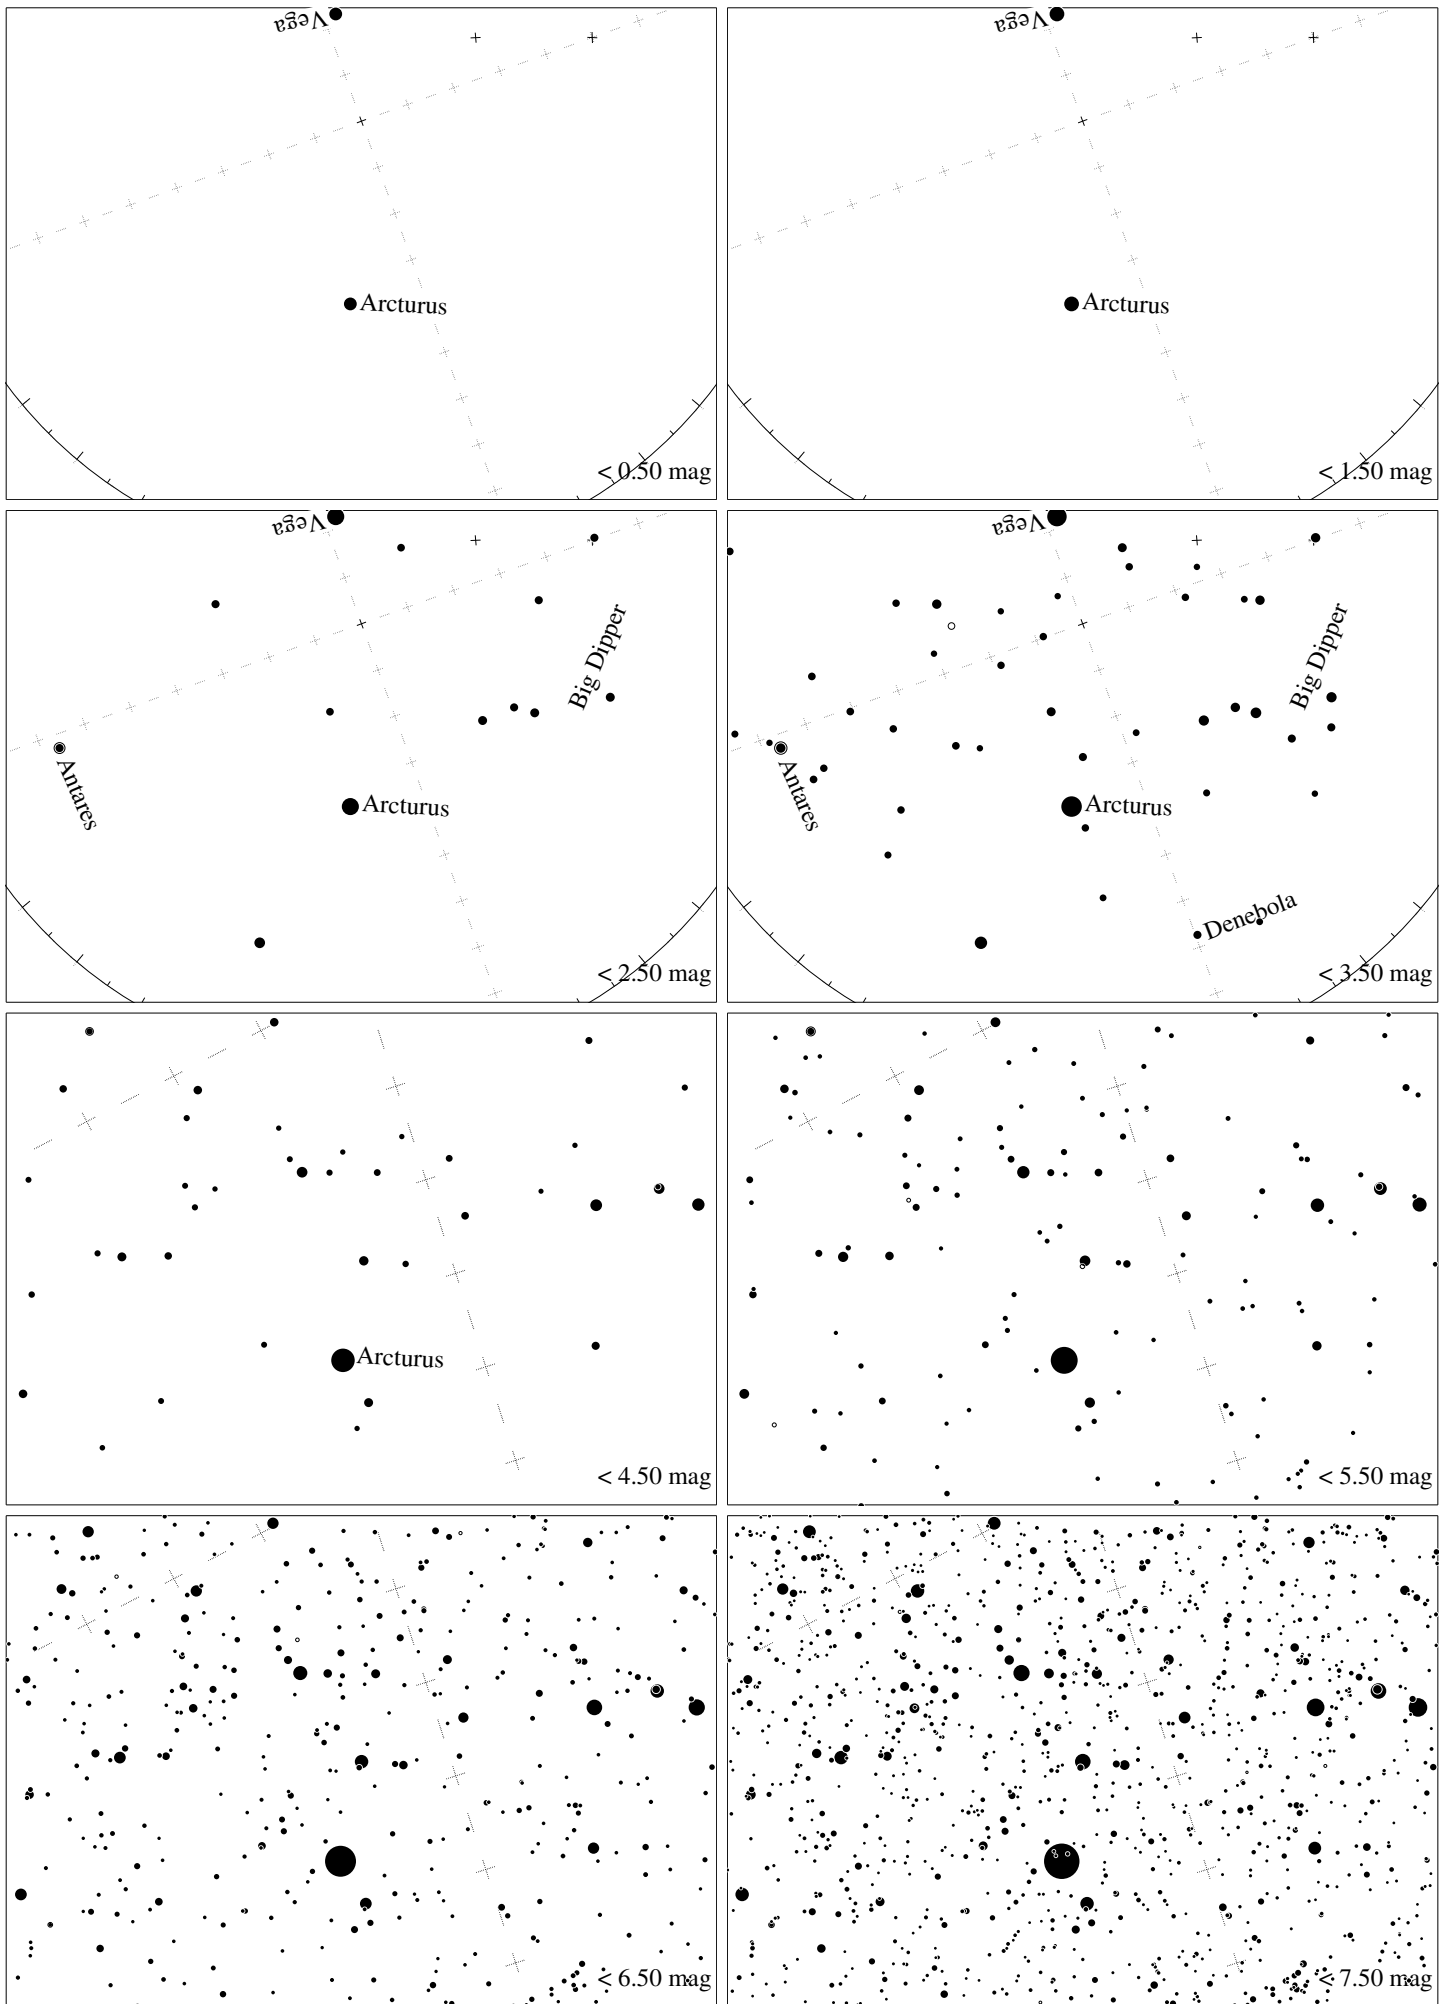 Vega
Arcturus
< 0.50 mag
Vega
Arcturus
< 1.50 mag
Vega
Big Dipper
Antares
Arcturus
< 2.50 mag
Vega
Big Dipper
Antares
Arcturus
Denebola
< 3.50 mag
Arcturus
< 4.50 mag
< 5.50 mag
< 6.50 mag
< 7.50 mag